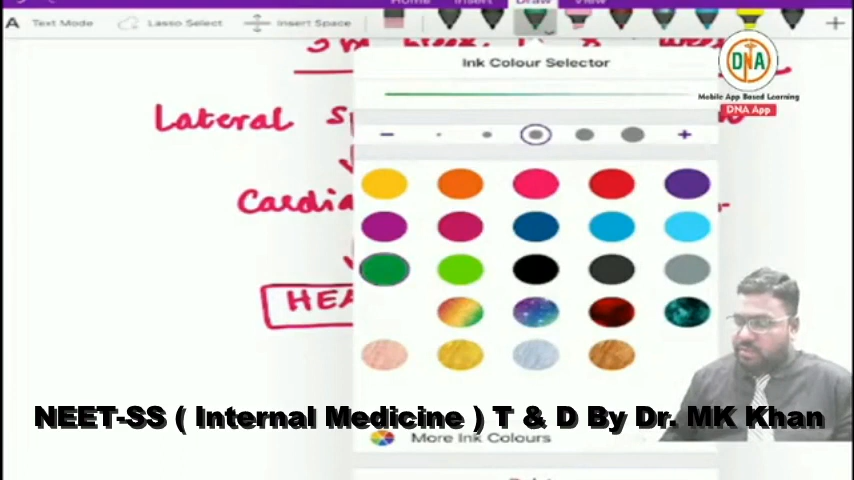 Home Insert Draw View
A Text Mode Lasso Select Insert Space
Ink Colour Selector
DNA
Mobile App Based Learning
DNA App
Lateral
Cardia
HEA
NEET-SS ( Internal Medicine ) T & D By Dr. MK Khan
More Ink Colours